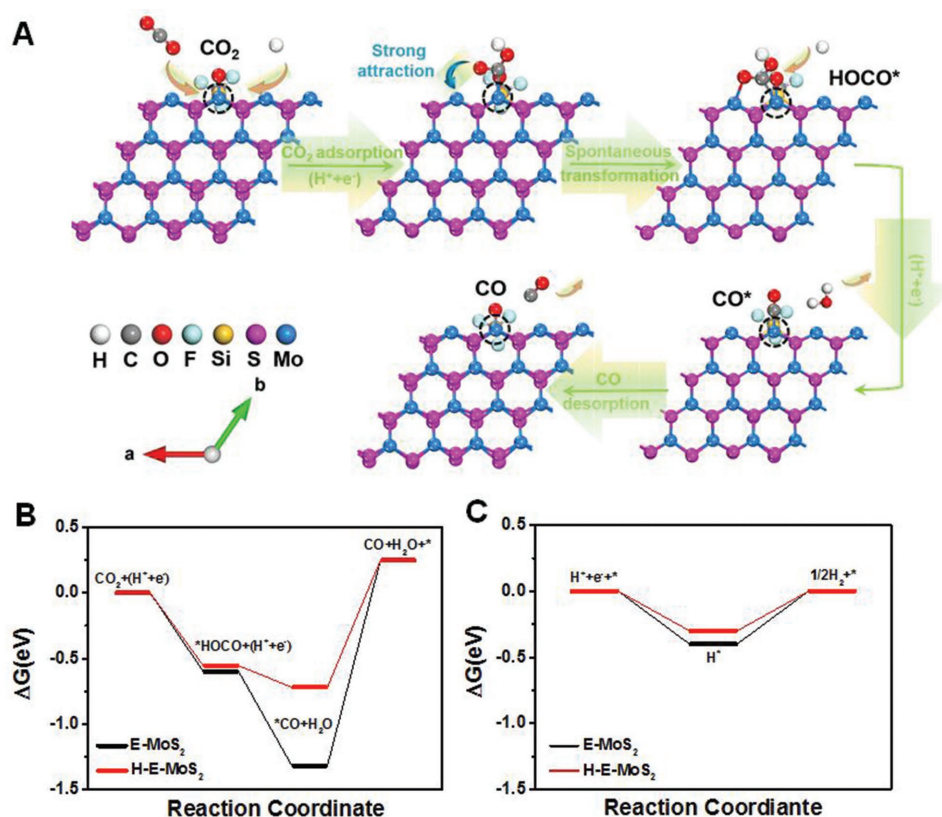 A
CO₂
Strong
attraction
HOCO*
CO₂ adsorption
(H⁺+e⁻)
Spontaneous
transformation
(H⁺+e⁻)
CO
CO*
CO
desorption
H C O F Si S Mo
b
a
B
ΔG(eV)
0.5
0.0
-0.5
-1.0
-1.5
CO₂+(H⁺+e⁻)
*HOCO+(H⁺+e⁻)
*CO+H₂O
CO+H₂O+*
E-MoS₂
H-E-MoS₂
Reaction Coordinate
C
ΔG(eV)
0.5
0.0
-0.5
-1.0
-1.5
H⁺+e⁻+*
H*
1/2H₂+*
E-MoS₂
H-E-MoS₂
Reaction Coordiante